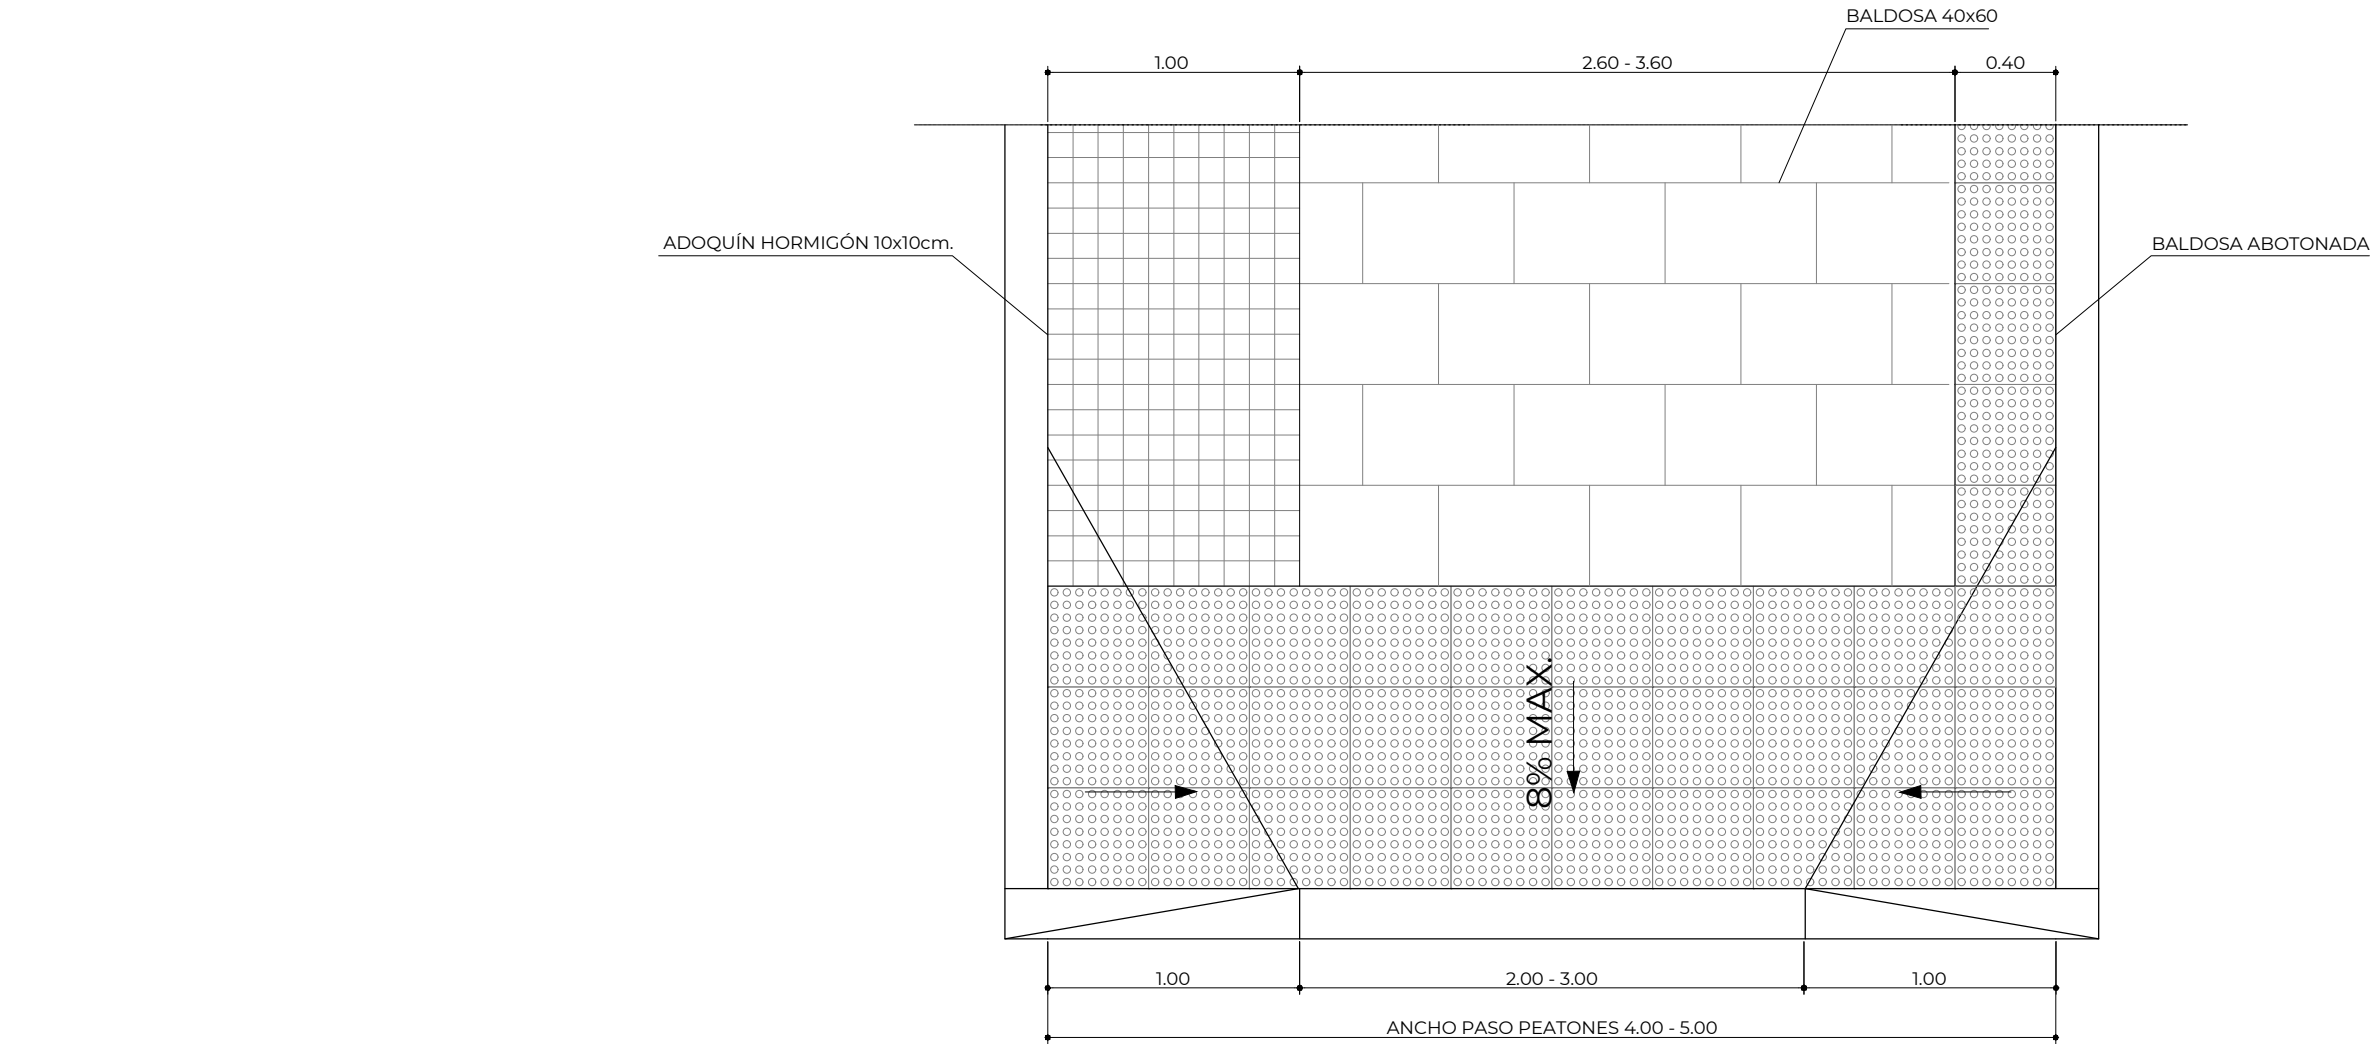 BALDOSA 40x60
1.00
2.60 - 3.60
0.40
ADOQUÍN HORMIGÓN 10x10cm.
BALDOSA ABOTONADA
8% MAX.
1.00
2.00 - 3.00
1.00
ANCHO PASO PEATONES 4.00 - 5.00